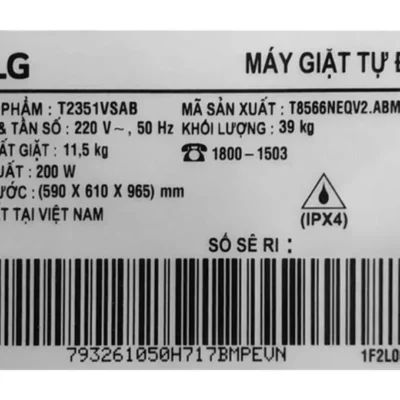 LG MÁY GIẶT TỰ Đ
PHẨM : T2351VSAB MÃ SẢN XUẤT : T8566NEQV2.ABM
& TẦN SỐ : 220 V~, 50 Hz KHỐI LƯỢNG : 39 kg
ẤT GIẶT : 11,5 kg ☎ 1800-1503
UẤT : 200 W
ƯỚC : (590 X 610 X 965) mm
ẤT TẠI VIỆT NAM (IPX4)
SỐ SÊ RI :
793261050H717BMPEVN 1F2L0